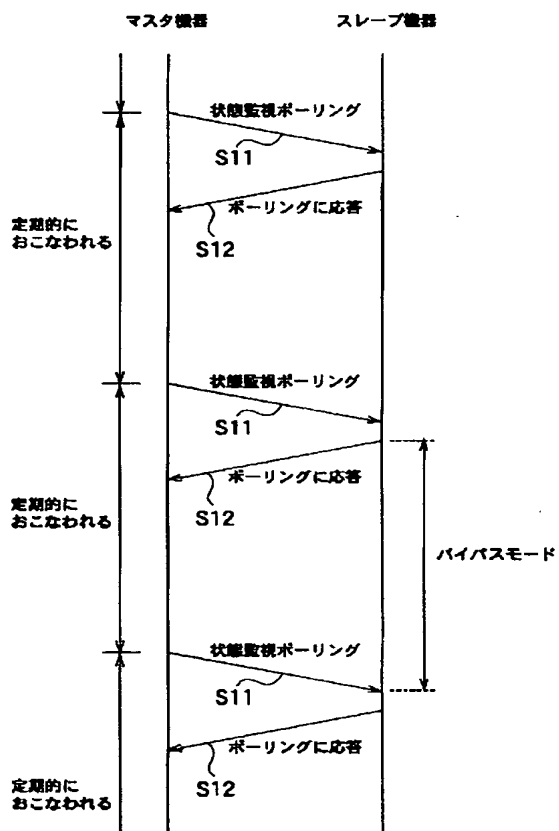 マスタ機器
スレーブ機器
状態監視ポーリング
S11
ポーリングに応答
S12
定期的に
おこなわれる
状態監視ポーリング
S11
ポーリングに応答
S12
定期的に
おこなわれる
バイパスモード
状態監視ポーリング
S11
ポーリングに応答
S12
定期的に
おこなわれる